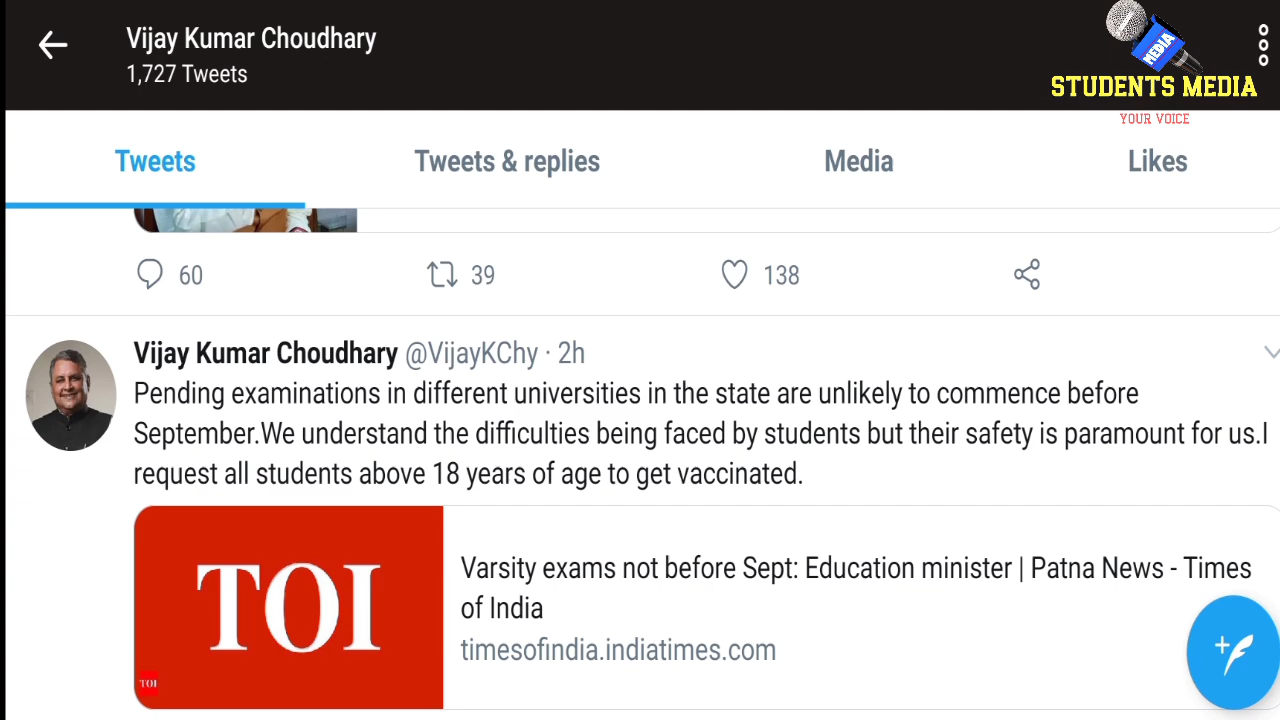 Vijay Kumar Choudhary
1,727 Tweets
MEDIA
STUDENTS MEDIA
YOUR VOICE
Tweets
Tweets & replies
Media
Likes
60
39
138
Vijay Kumar Choudhary @VijayKChy · 2h
Pending examinations in different universities in the state are unlikely to commence before
September.We understand the difficulties being faced by students but their safety is paramount for us.I
request all students above 18 years of age to get vaccinated.
TOI
TOI
Varsity exams not before Sept: Education minister | Patna News - Times
of India
timesofindia.indiatimes.com